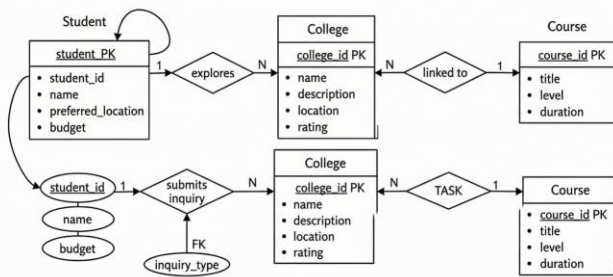 Student
student_PK
• student_id
• name
• preferred_location
• budget
1
explores
N
College
college_id PK
• name
• description
• location
• rating
N
linked to
1
Course
course_id PK
• title
• level
• duration
student_id
name
budget
1
submits
inquiry
N
FK
inquiry_type
College
college_id PK
• name
• description
• location
• rating
N
TASK
1
Course
course_id PK
• title
• level
• duration